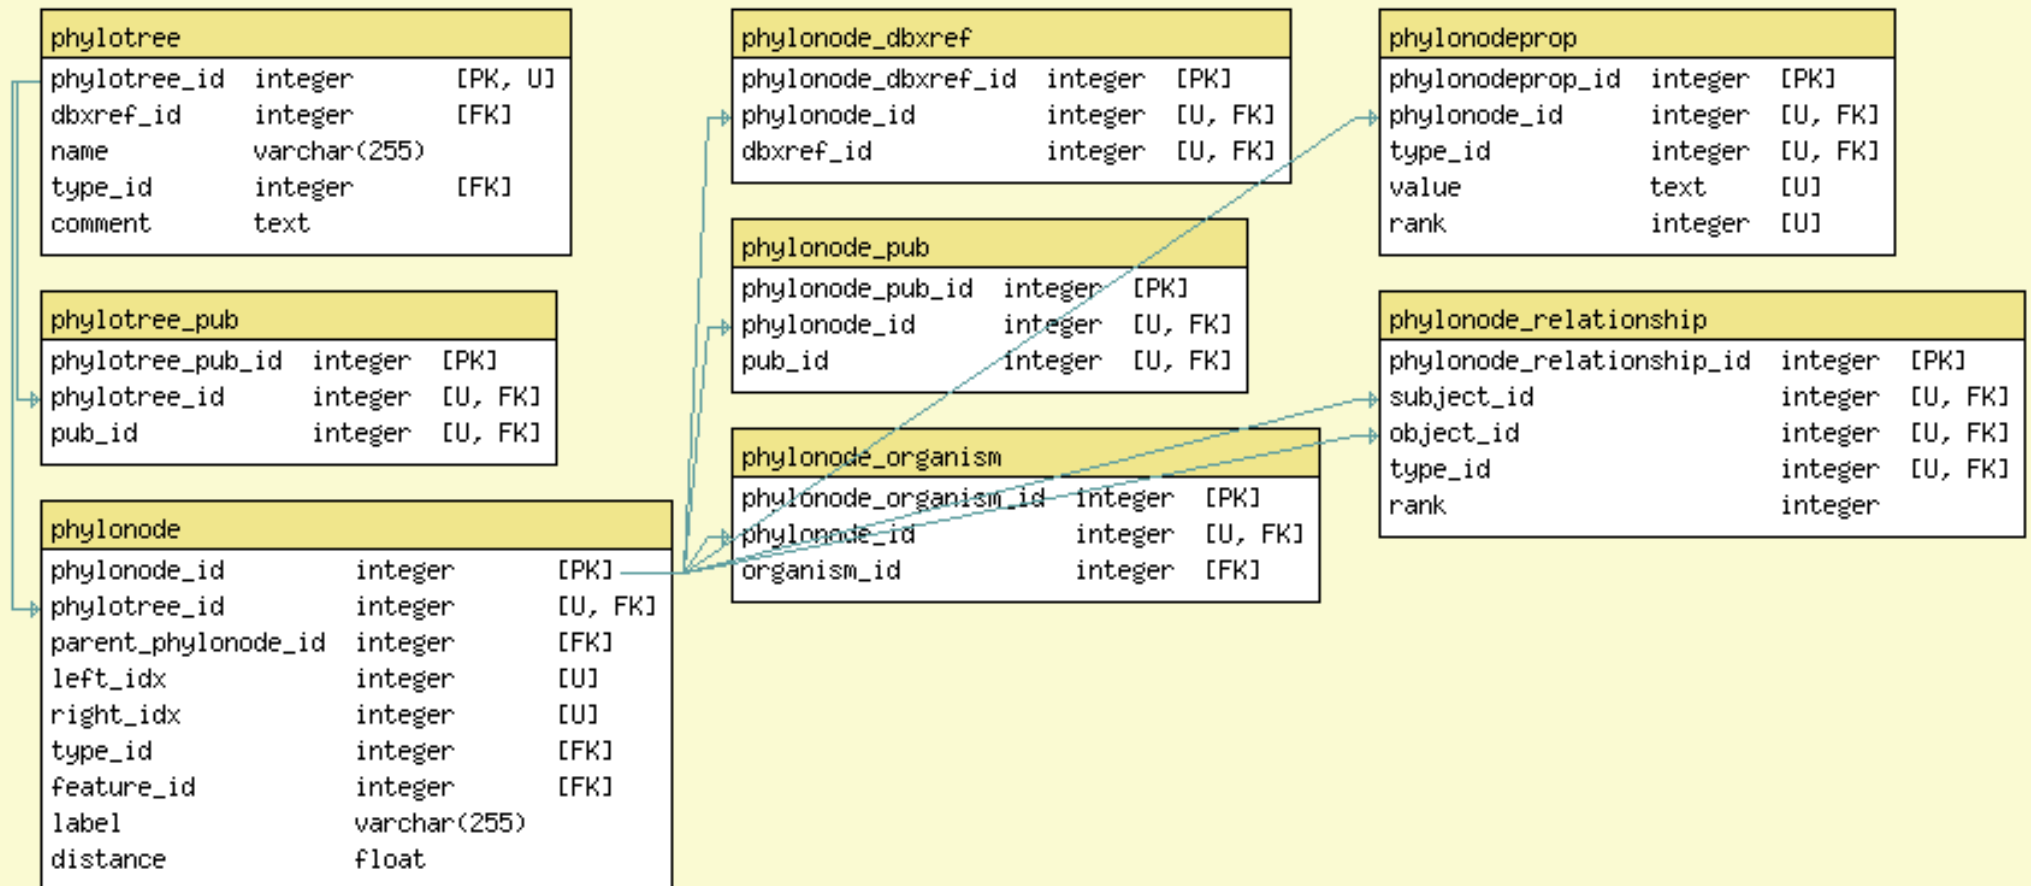 phylotree
phylotree_id integer [PK, U]
dbxref_id integer [FK]
name varchar(255)
type_id integer [FK]
comment text
phylotree_pub
phylotree_pub_id integer [PK]
phylotree_id integer [U, FK]
pub_id integer [U, FK]
phylonode
phylonode_id integer [PK]
phylotree_id integer [U, FK]
parent_phylonode_id integer [FK]
left_idx integer [U]
right_idx integer [U]
type_id integer [FK]
feature_id integer [FK]
label varchar(255)
distance float
phylonode_dbxref
phylonode_dbxref_id integer [PK]
phylonode_id integer [U, FK]
dbxref_id integer [U, FK]
phylonode_pub
phylonode_pub_id integer [PK]
phylonode_id integer [U, FK]
pub_id integer [U, FK]
phylonode_organism
phylonode_organism_id integer [PK]
phylonode_id integer [U, FK]
organism_id integer [FK]
phylonodeprop
phylonodeprop_id integer [PK]
phylonode_id integer [U, FK]
type_id integer [U, FK]
value text [U]
rank integer [U]
phylonode_relationship
phylonode_relationship_id integer [PK]
subject_id integer [U, FK]
object_id integer [U, FK]
type_id integer [U, FK]
rank integer